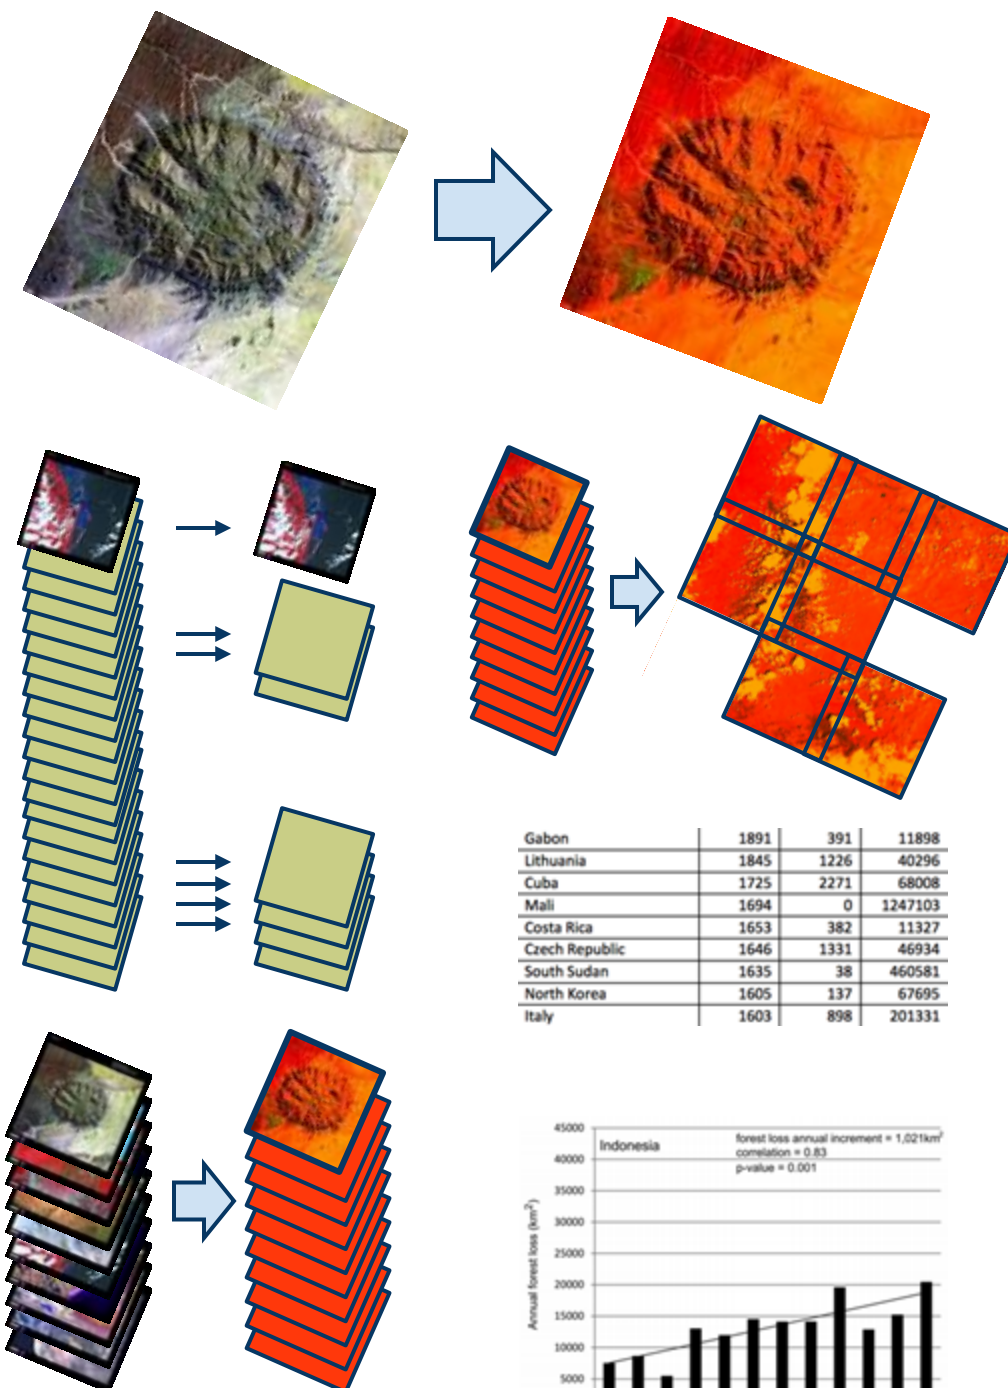 Gabon 1891 391 11898
Lithuania 1845 1226 40296
Cuba 1725 2271 68008
Mali 1694 0 1247103
Costa Rica 1653 382 11327
Czech Republic 1646 1331 46934
South Sudan 1635 38 460581
North Korea 1605 137 67695
Italy 1603 898 201331
45000
Indonesia
forest loss annual increment = 1,021km²
correlation = 0.83
p-value = 0.001
40000
35000
30000
25000
20000
15000
10000
5000
Annual forest loss (km²)